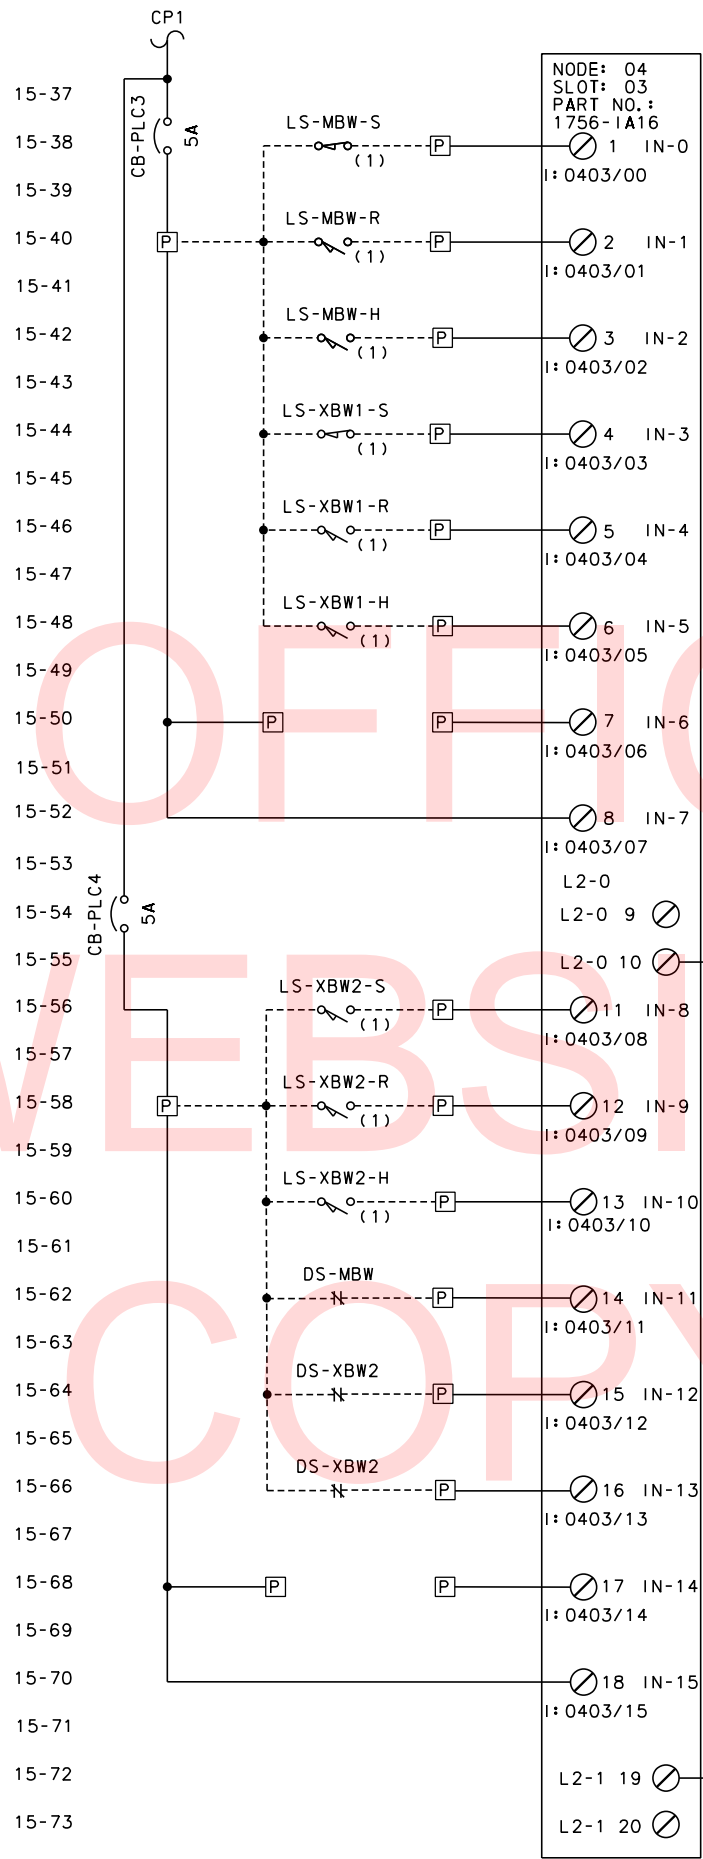 CP1
NODE: 04
SLOT: 03
PART NO.:
1756-IA16
15-37
CB-PLC3
5A
15-38
LS-MBW-S
(1)
P
1 IN-0
I:0403/00
15-39
LS-MBW-R
15-40
P
(1)
P
2 IN-1
I:0403/01
15-41
LS-MBW-H
15-42
(1)
P
3 IN-2
I:0403/02
15-43
LS-XBW1-S
15-44
(1)
P
4 IN-3
I:0403/03
15-45
LS-XBW1-R
15-46
(1)
P
5 IN-4
I:0403/04
15-47
LS-XBW1-H
15-48
(1)
P
6 IN-5
I:0403/05
15-49
15-50
P
P
7 IN-6
I:0403/06
15-51
15-52
8 IN-7
I:0403/07
15-53
L2-0
CB-PLC4
5A
15-54
L2-0 9
15-55
L2-0 10
LS-XBW2-S
15-56
(1)
P
11 IN-8
I:0403/08
15-57
LS-XBW2-R
15-58
P
(1)
P
12 IN-9
I:0403/09
15-59
LS-XBW2-H
15-60
(1)
P
13 IN-10
I:0403/10
15-61
DS-MBW
15-62
P
14 IN-11
I:0403/11
15-63
DS-XBW2
15-64
P
15 IN-12
I:0403/12
15-65
DS-XBW2
15-66
P
16 IN-13
I:0403/13
15-67
15-68
P
P
17 IN-14
I:0403/14
15-69
15-70
18 IN-15
I:0403/15
15-71
15-72
L2-1 19
15-73
L2-1 20